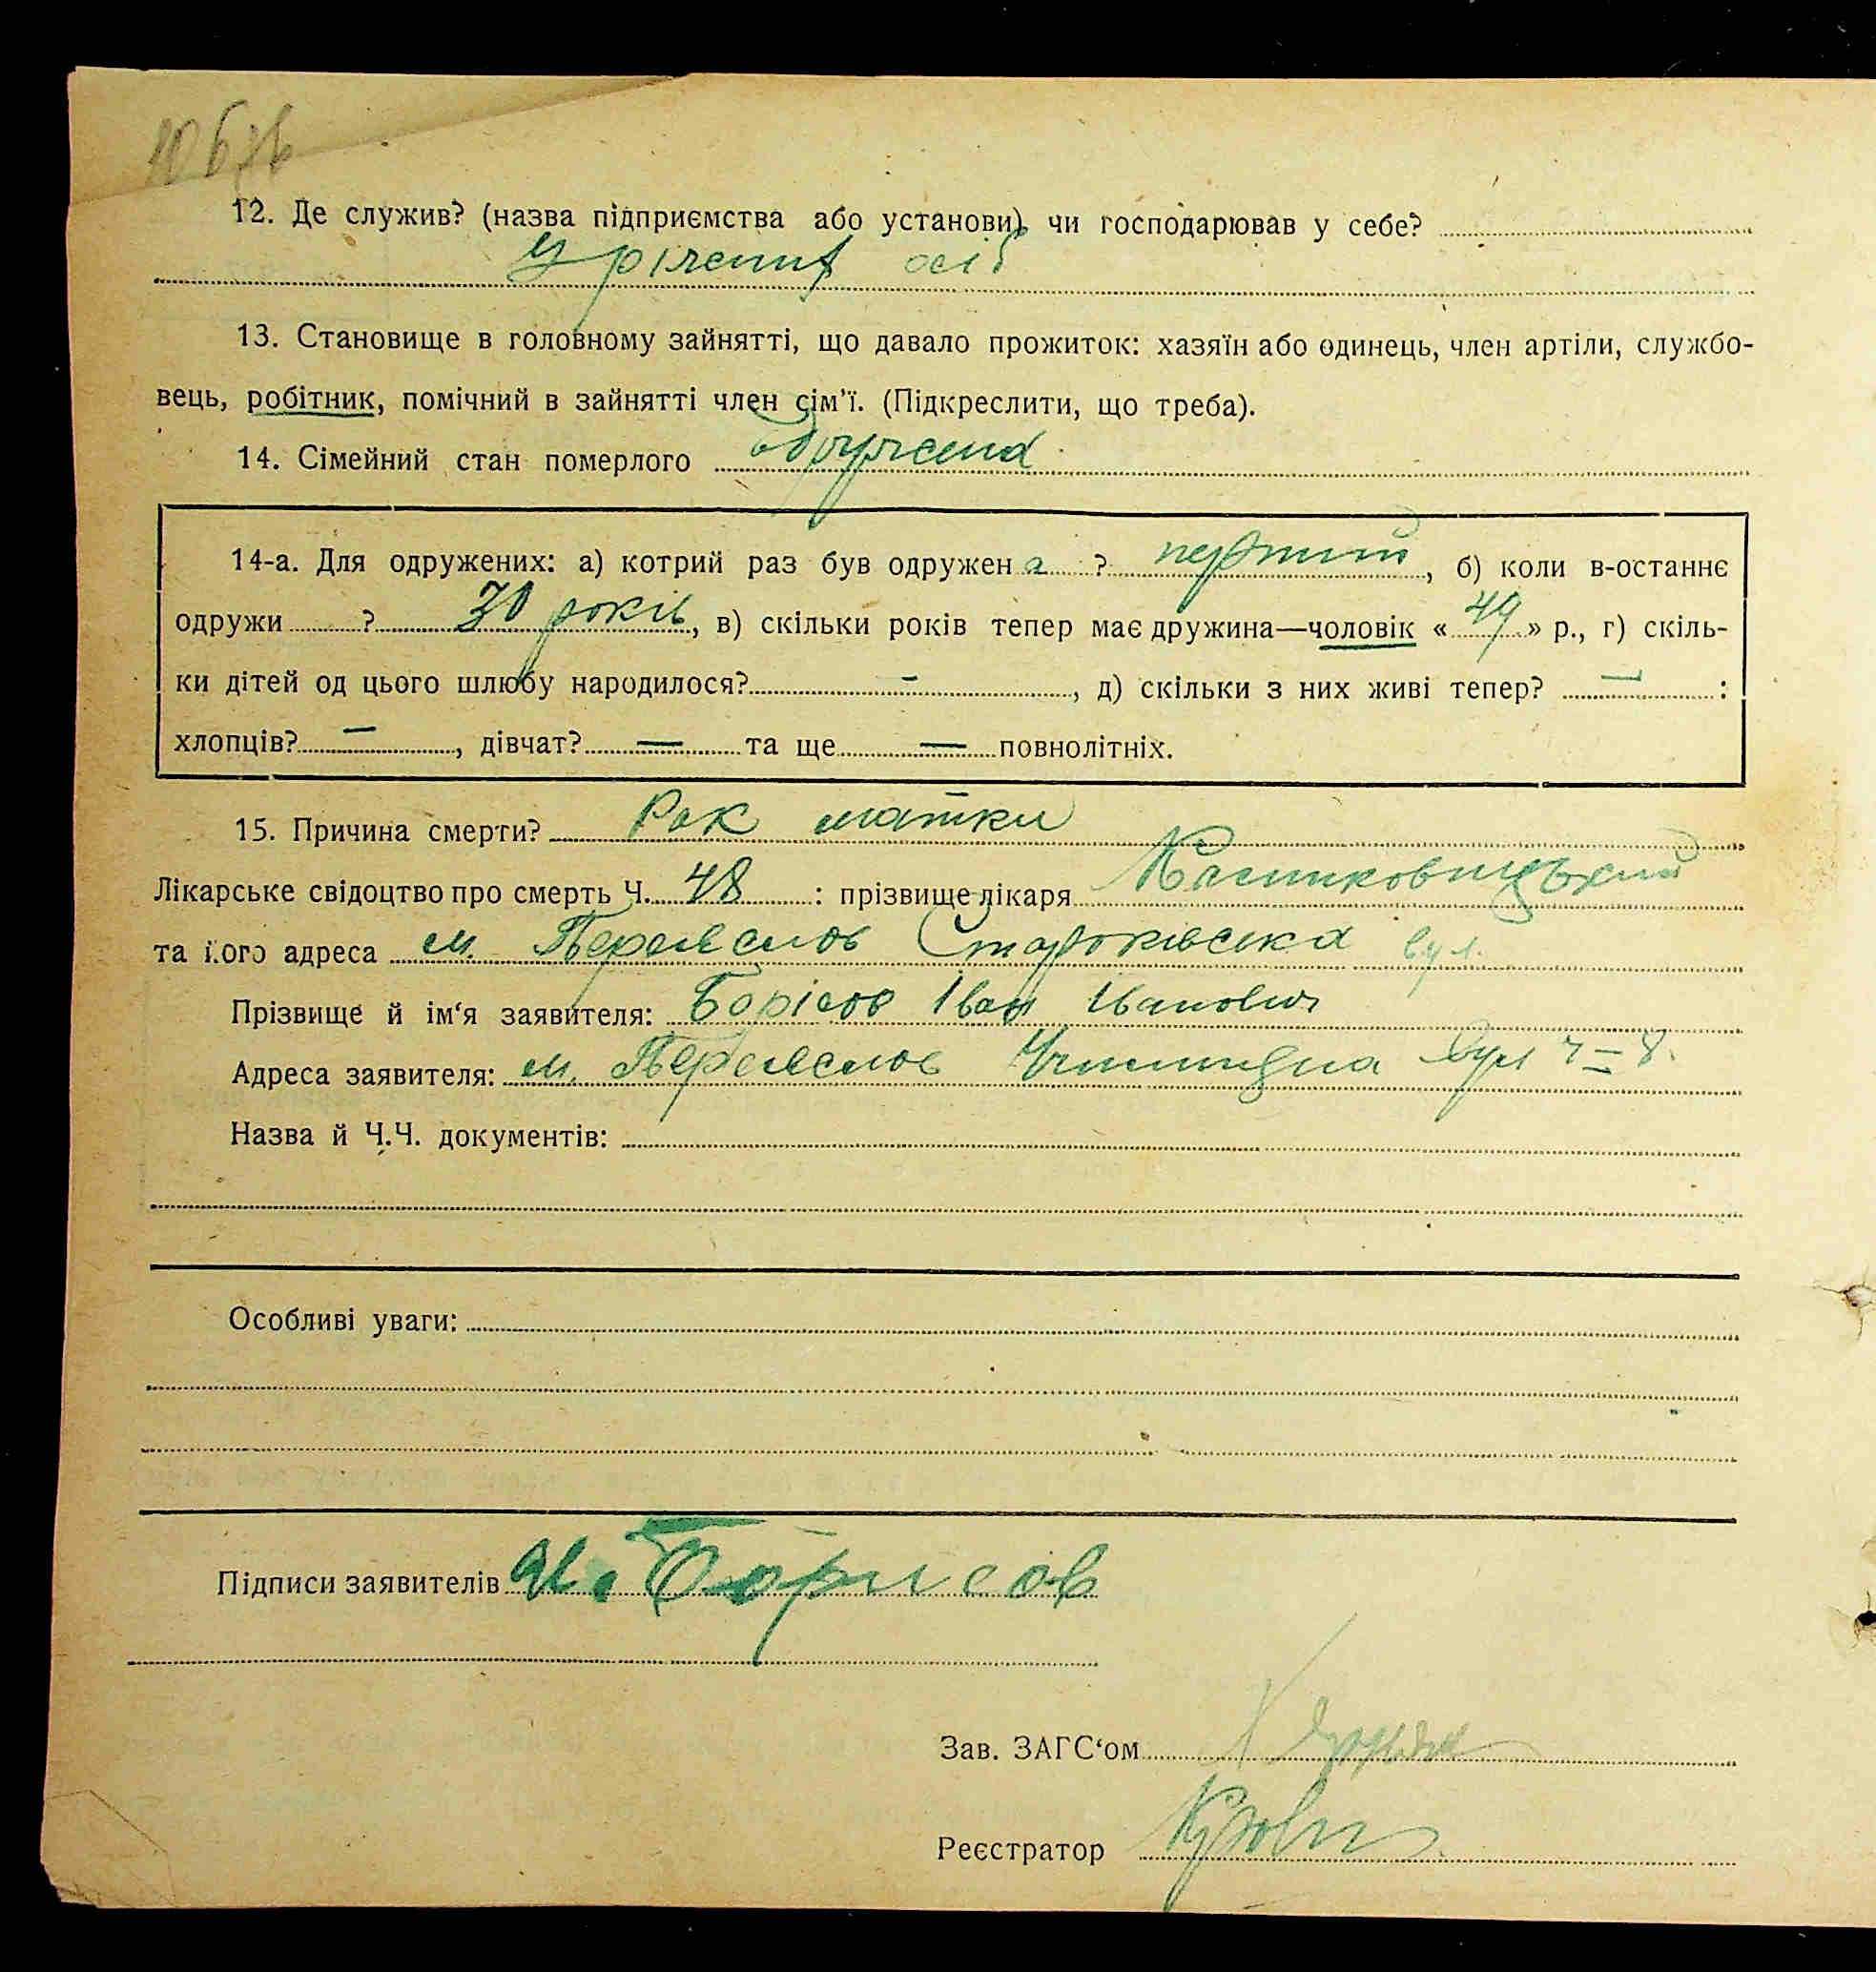 12. Де служив? (назва підприємства або установи), чи господарював у себе?
у різних осіб
13. Становище в головному зайнятті, що давало прожиток: хазяїн або одинець, член артіли, службо-
вець, робітник, помічний в зайнятті член сім'ї. (Підкреслити, що треба).
14. Сімейний стан померлого одружена
14-а. Для одружених: а) котрий раз був одружен а ? перший, б) коли в-останнє
одружи ? 30 років, в) скільки років тепер має дружина—чоловік « 49 » р., г) скіль-
ки дітей од цього шлюбу народилося? –, д) скільки з них живі тепер? — :
хлопців? —, дівчат? — та ще — повнолітніх.
15. Причина смерти? Рак матки
Лікарське свідоцтво про смерть Ч. 48 : прізвище лікаря
та його адреса м. Переяслов вул.
Прізвище й ім'я заявителя: Борісов Іван Іванович
Адреса заявителя: м. Переяслов вул ч = 8.
Назва й Ч.Ч. документів:
Особливі уваги:
Підписи заявителів И. Борисов
Зав. ЗАГС'ом
Реєстратор